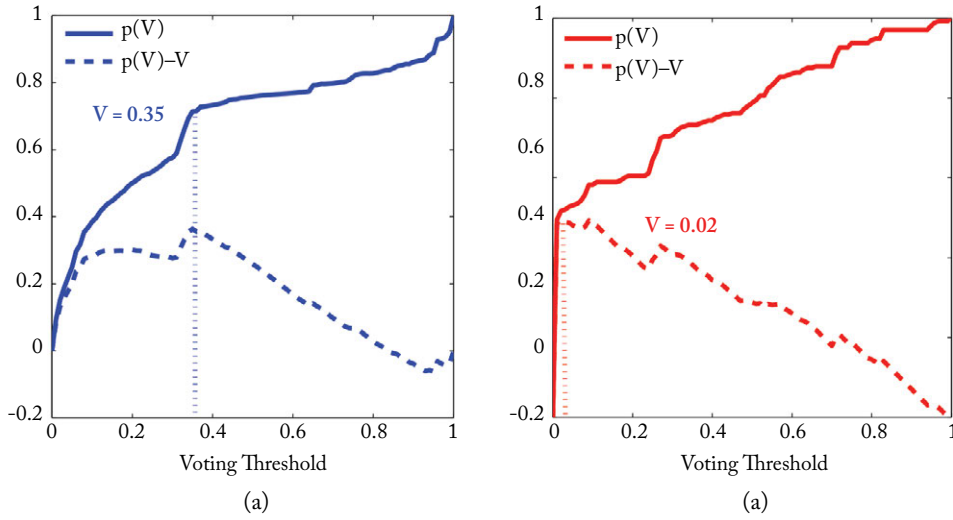 1
0.8
0.6
0.4
0.2
0
-0.2
p(V)
p(V)–V
V = 0.35
0 0.2 0.4 0.6 0.8 1
Voting Threshold
(a)
1
0.8
0.6
0.4
0.2
0
-0.2
p(V)
p(V)–V
V = 0.02
0 0.2 0.4 0.6 0.8 1
Voting Threshold
(a)